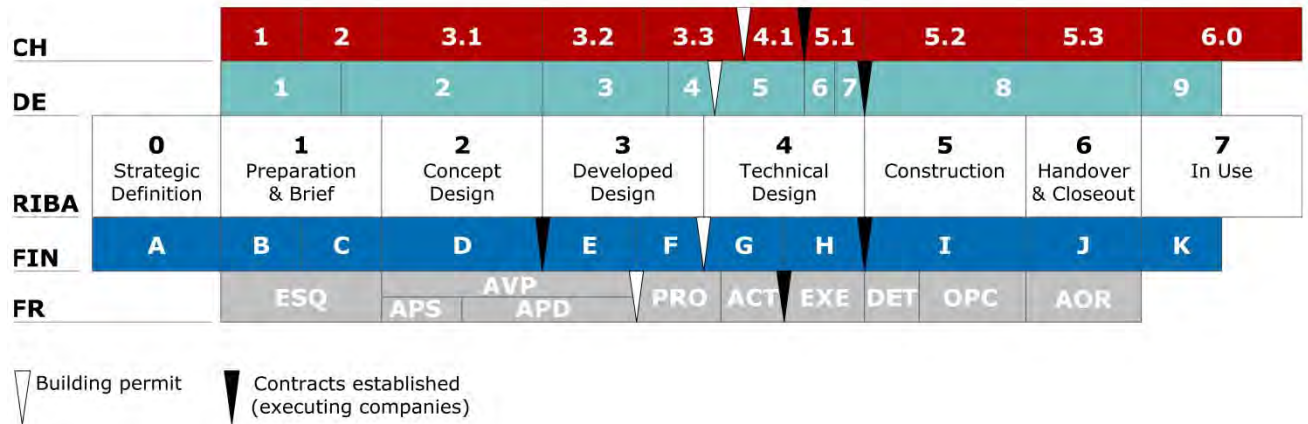 CH 1 2 3.1 3.2 3.3 4.1 5.1 5.2 5.3 6.0
DE 1 2 3 4 5 6 7 8 9
0 1 2 3 4 5 6 7
Strategic Preparation Concept Developed Technical Construction Handover In Use
Definition & Brief Design Design Design & Closeout
RIBA
FIN A B C D E F G H I J K
ESQ AVP PRO ACT EXE DET OPC AOR
FR APS APD
Building permit Contracts established
(executing companies)